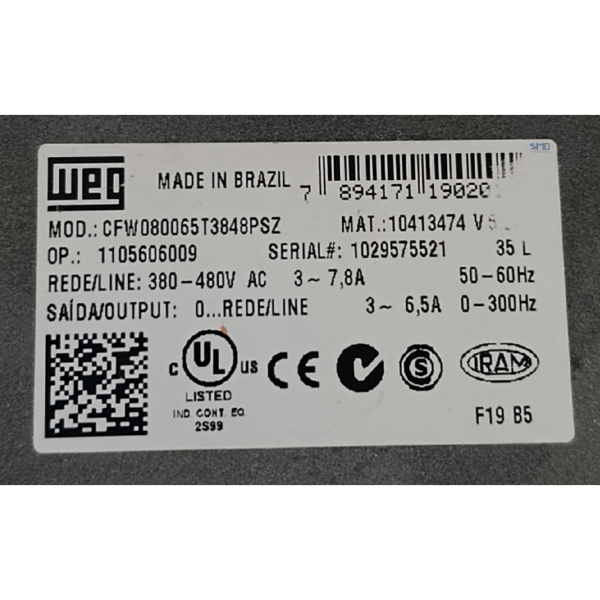 SMD
WEG MADE IN BRAZIL
7 894171 19020
MOD.: CFW080065T3848PSZ MAT.:10413474 V
OP.: 1105606009 SERIAL#: 1029575521 35 L
REDE/LINE: 380-480V AC 3~ 7,8A 50-60Hz
SAÍDA/OUTPUT: 0...REDE/LINE 3~ 6,5A 0-300Hz
C UL US CE S IRAM
LISTED
IND. CONT. EQ.
2S99
F19 B5